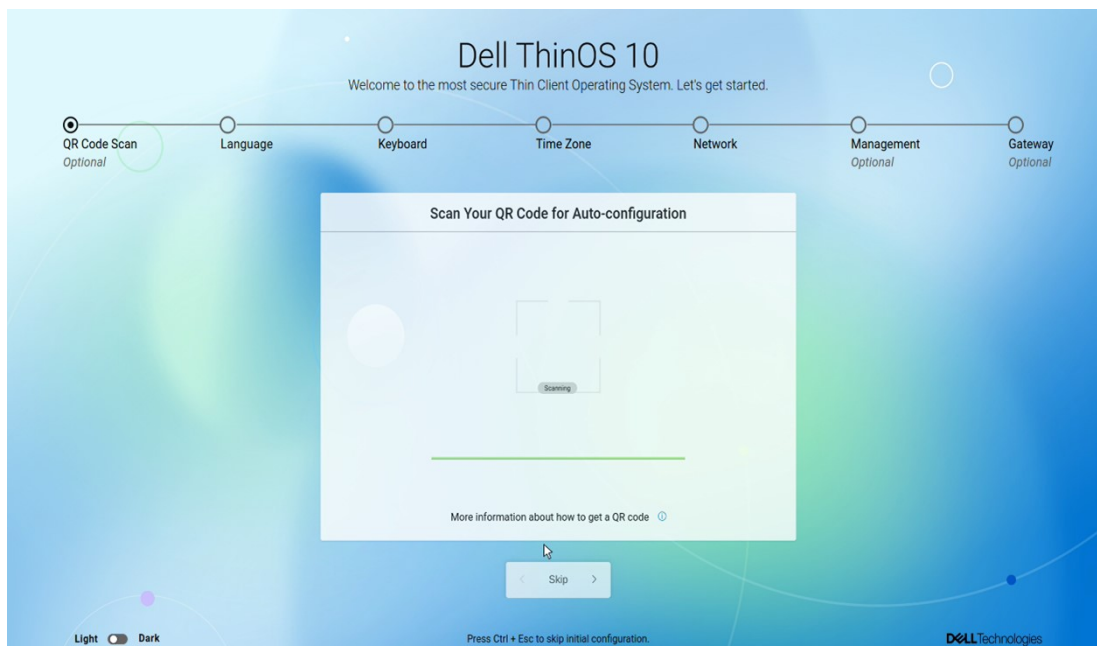 Dell ThinOS 10
Welcome to the most secure Thin Client Operating System. Let's get started.
QR Code Scan
Optional
Language
Keyboard
Time Zone
Network
Management
Optional
Gateway
Optional
Scan Your QR Code for Auto-configuration
Scanning
More information about how to get a QR code
Skip
Light
Dark
Press Ctrl + Esc to skip initial configuration.
DELL Technologies